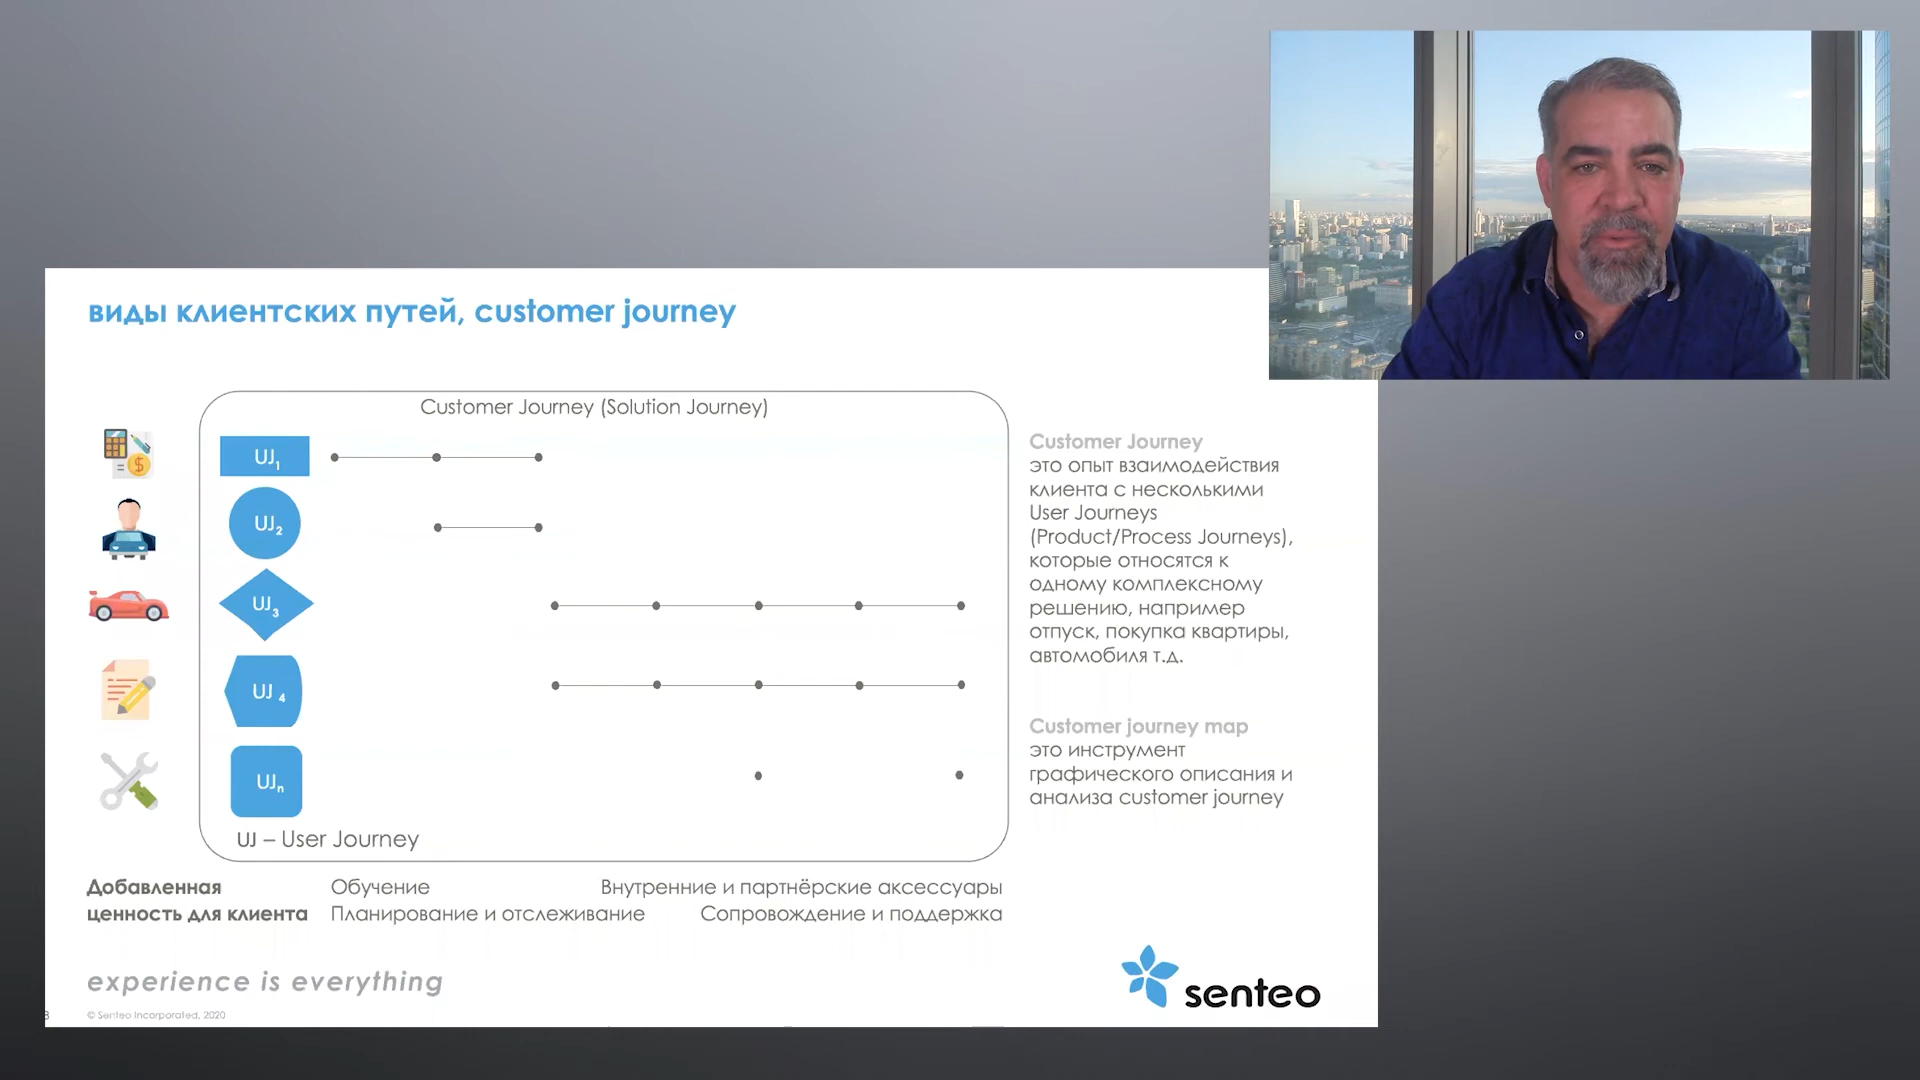 виды клиентских путей, customer journey
Customer Journey (Solution Journey)
UJ1
UJ2
UJ3
UJ 4
UJn
UJ – User Journey
Customer Journey
это опыт взаимодействия
клиента с несколькими
User Journeys
(Product/Process Journeys),
которые относятся к
одному комплексному
решению, например
отпуск, покупка квартиры,
автомобиля т.д.
Customer journey map
это инструмент
графического описания и
анализа customer journey
Добавленная
ценность для клиента
Обучение
Планирование и отслеживание
Внутренние и партнёрские аксессуары
Сопровождение и поддержка
experience is everything
senteo
© Senteo Incorporated, 2020